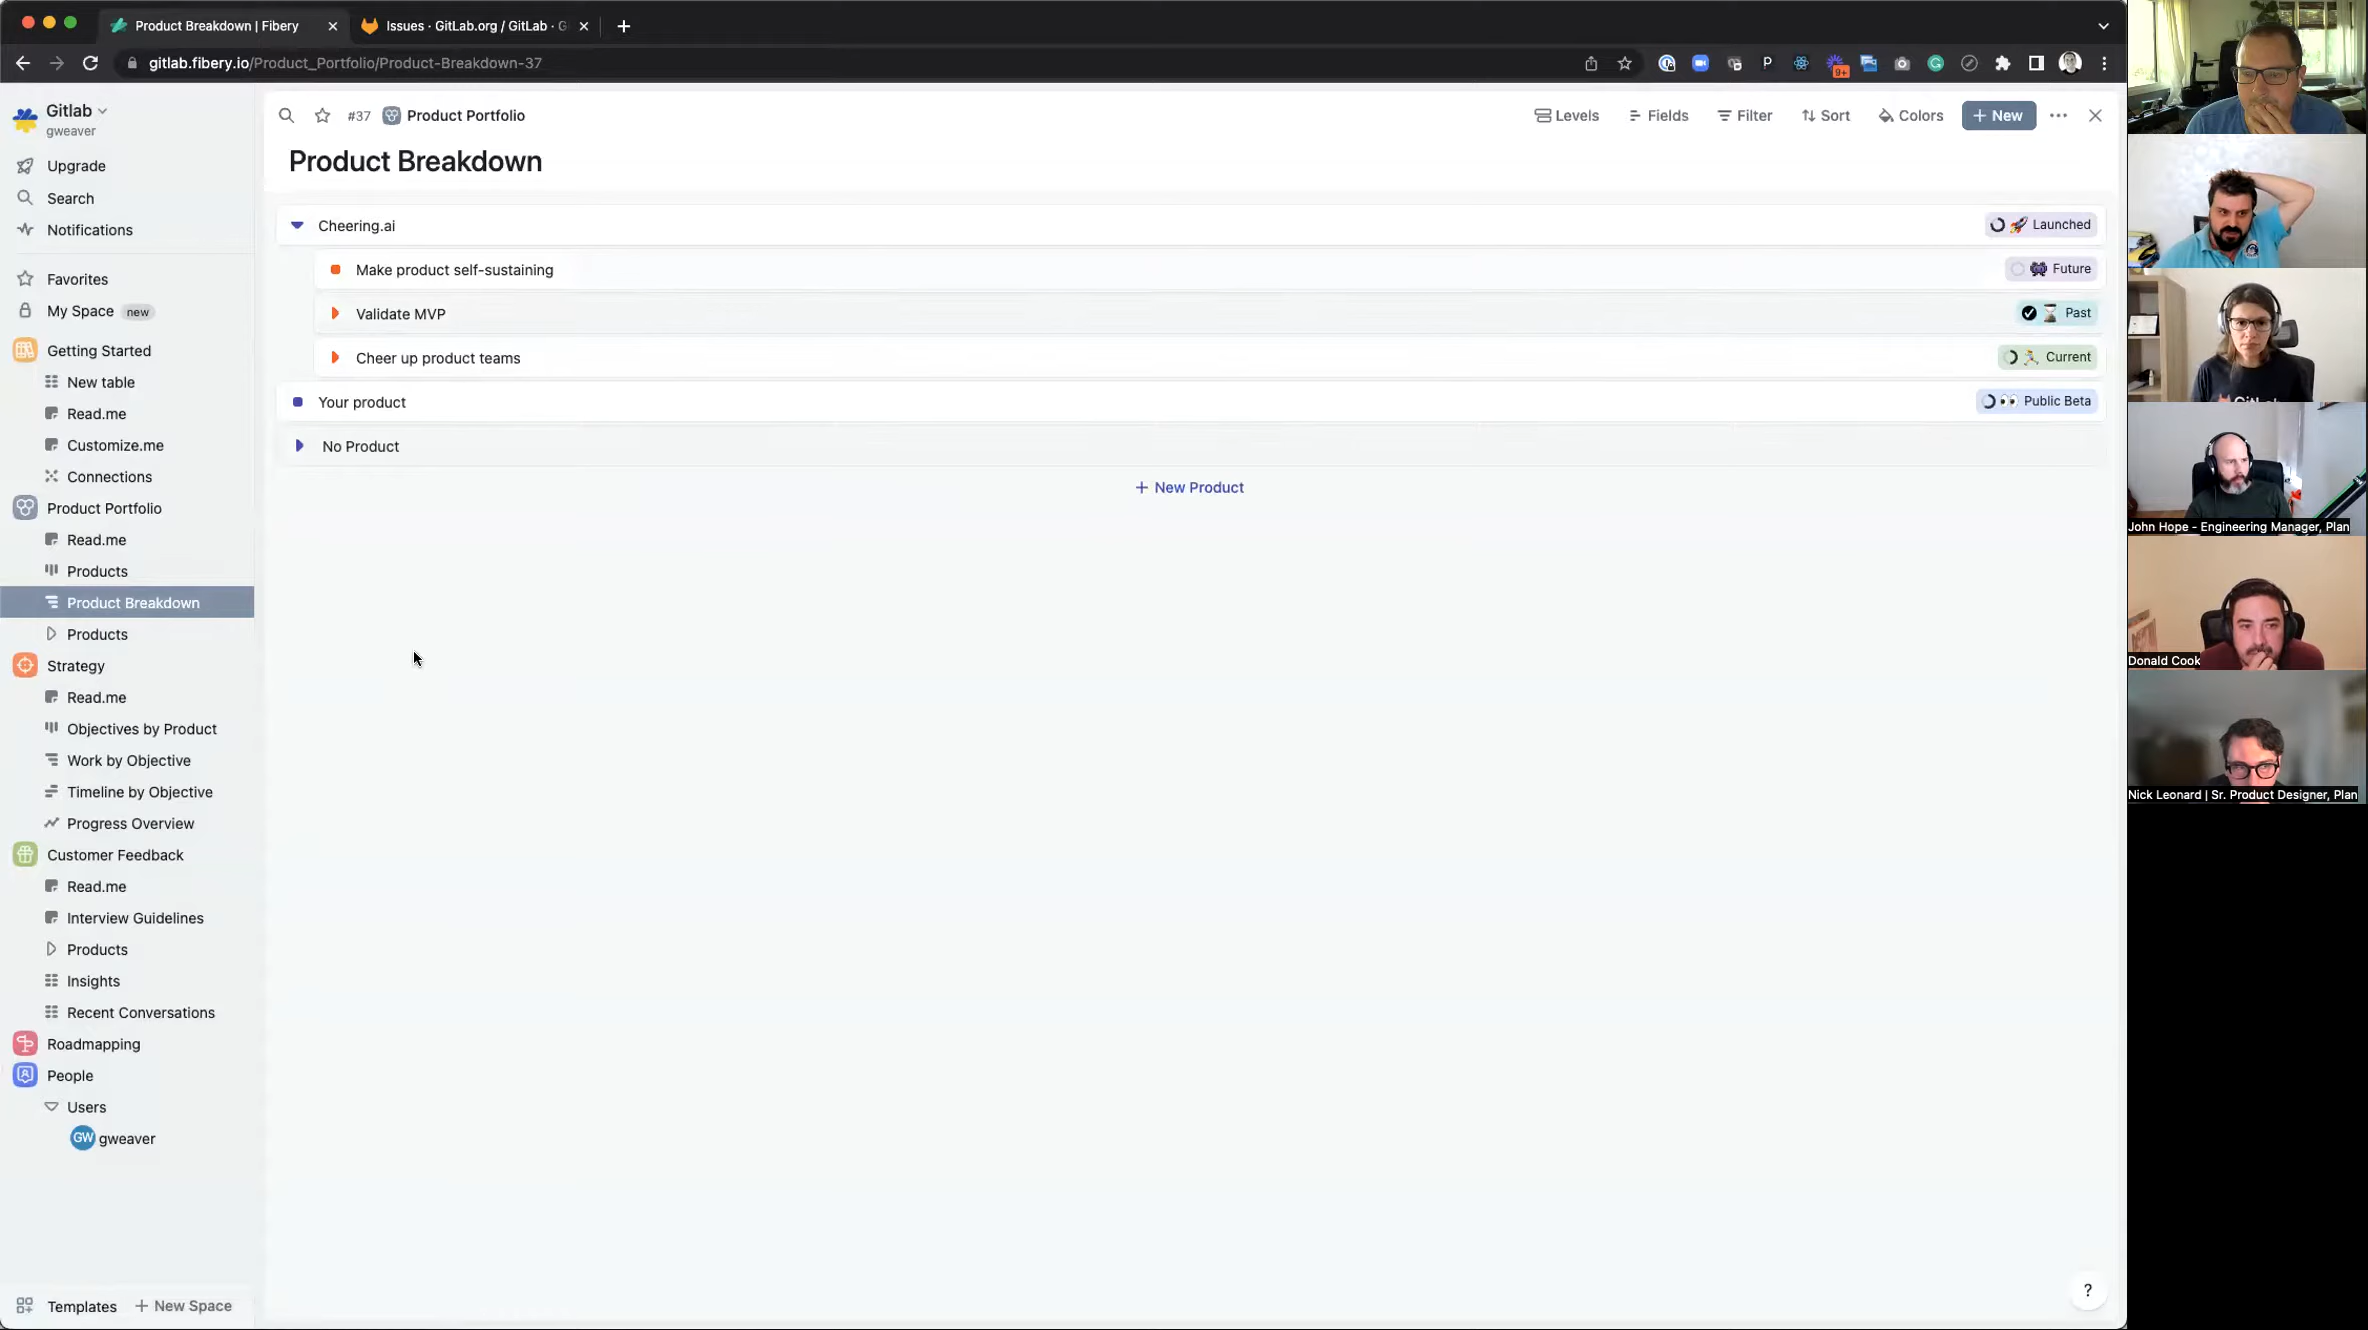 Product Breakdown | Fibery
Issues · GitLab.org / GitLab · G
gitlab.fibery.io/Product_Portfolio/Product-Breakdown-37
P
9+
Gitlab
gweaver
Upgrade
Search
Notifications
Favorites
My Space new
Getting Started
New table
Read.me
Customize.me
Connections
Product Portfolio
Read.me
Products
Product Breakdown
Products
Strategy
Read.me
Objectives by Product
Work by Objective
Timeline by Objective
Progress Overview
Customer Feedback
Read.me
Interview Guidelines
Products
Insights
Recent Conversations
Roadmapping
People
Users
GW gweaver
Templates + New Space
#37 Product Portfolio
Levels Fields Filter Sort Colors + New
Product Breakdown
Cheering.ai Launched
Make product self-sustaining Future
Validate MVP Past
Cheer up product teams Current
Your product Public Beta
No Product
+ New Product
?
John Hope - Engineering Manager, Plan
Donald Cook
Nick Leonard | Sr. Product Designer, Plan